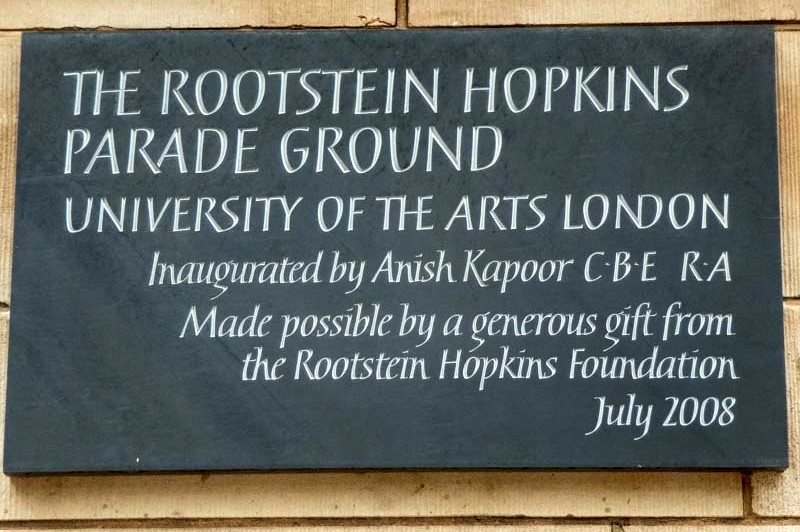 THE ROOTSTEIN HOPKINS
PARADE GROUND
UNIVERSITY OF THE ARTS LONDON
Inaugurated by Anish Kapoor C·B·E R·A
Made possible by a generous gift from
the Rootstein Hopkins Foundation
July 2008